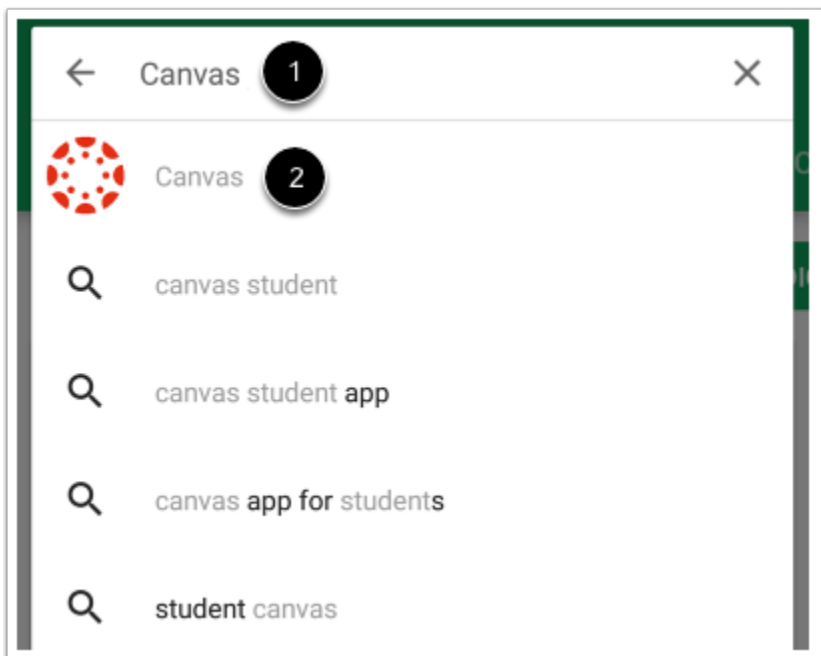 Canvas 1
Canvas 2
canvas student
canvas student app
canvas app for students
student canvas